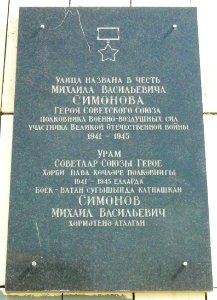 Улица названа в честь
Михаила Васильевича
Симонова
Героя Советского Союза
полковника Военно-воздушных сил
участника Великой Отечественной войны
1941 – 1945
Урам
Советлар Союзы Герое
Хәрби һава көчләре полковнигы
1941 – 1945 елларда
Боек - Ватан сугышында катнашкан
Симонов
Михаил Васильевич
хөрмәтенә аталган